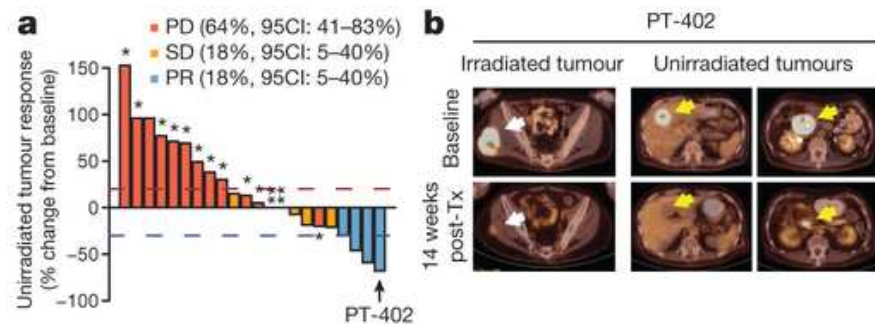 a
PD (64%, 95CI: 41–83%)
SD (18%, 95CI: 5–40%)
PR (18%, 95CI: 5–40%)
Unirradiated tumour response
(% change from baseline)
150
100
50
0
−50
−100
* * * * * * * * * * * * * * *
PT-402
b
PT-402
Irradiated tumour
Unirradiated tumours
Baseline
14 weeks
post-Tx